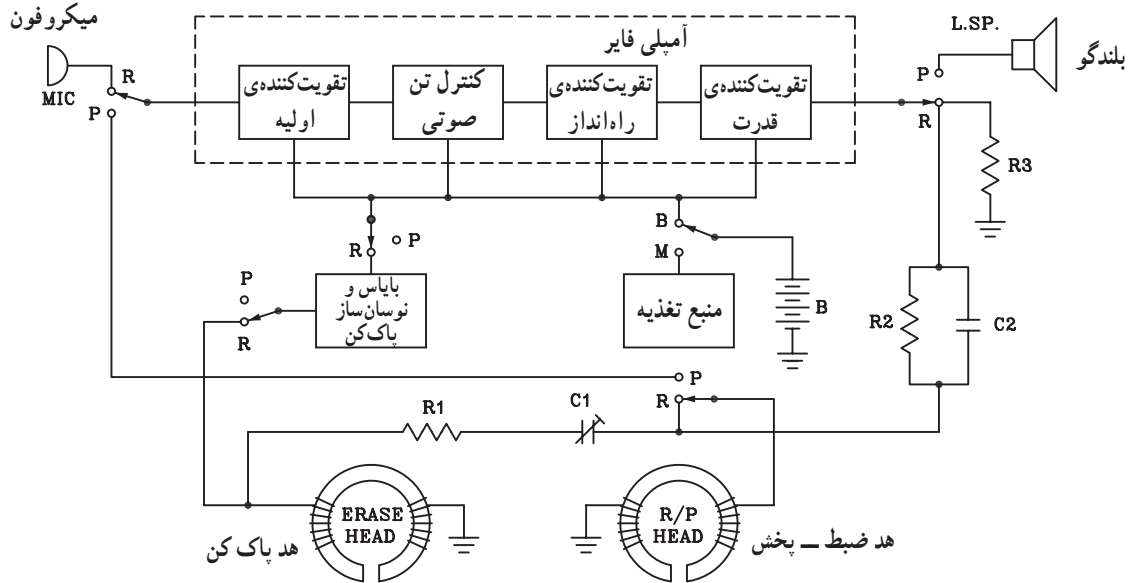 میکروفون
MIC
R
P
آمپلی فایر
تقویت‌کننده‌ی
اولیه
کنترل تن
صوتی
تقویت‌کننده‌ی
راه‌انداز
تقویت‌کننده‌ی
قدرت
L.SP.
بلندگو
P
R
R3
R
P
B
M
بایاس و
نوسان‌ساز
پاک‌کن
منبع تغذیه
B
P
R
R2
C2
P
R
R1
C1
ERASE
HEAD
هد پاک کن
R/P
HEAD
هد ضبط ــ پخش